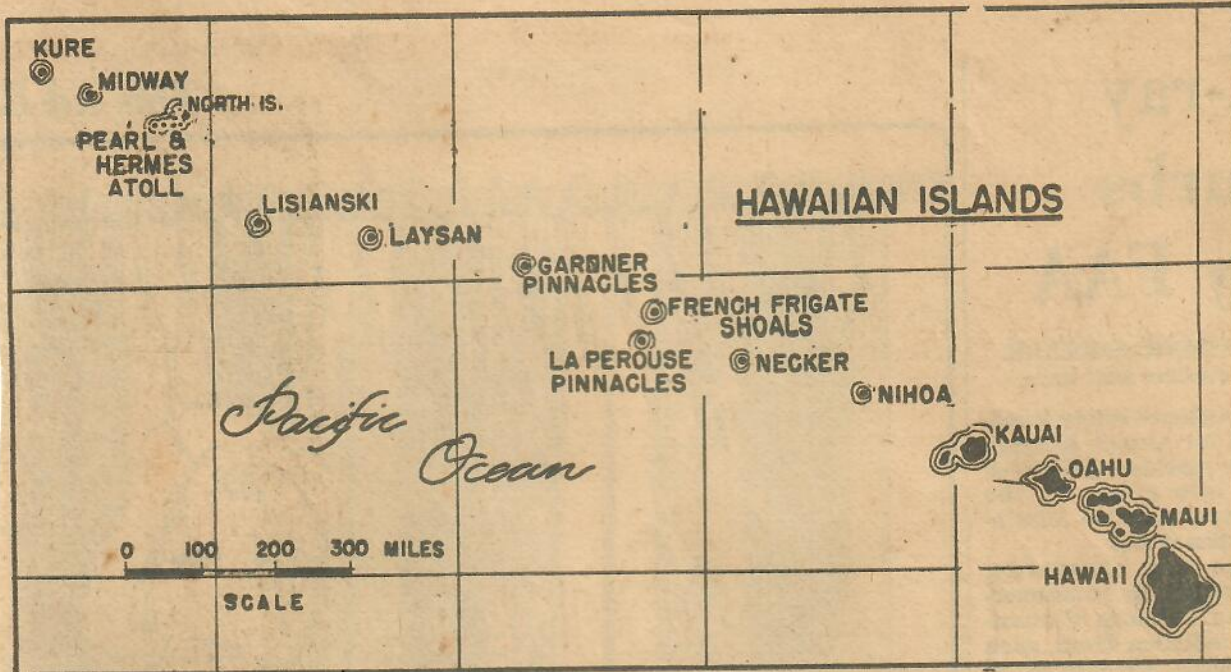 KURE
MIDWAY
NORTH IS.
PEARL &
HERMES
ATOLL
LISIANSKI
LAYSAN
HAWAIIAN ISLANDS
GARDNER
PINNACLES
FRENCH FRIGATE
SHOALS
LA PEROUSE
PINNACLES
NECKER
NIHOA
Pacific
Ocean
KAUAI
OAHU
MAUI
HAWAII
0 100 200 300 MILES
SCALE